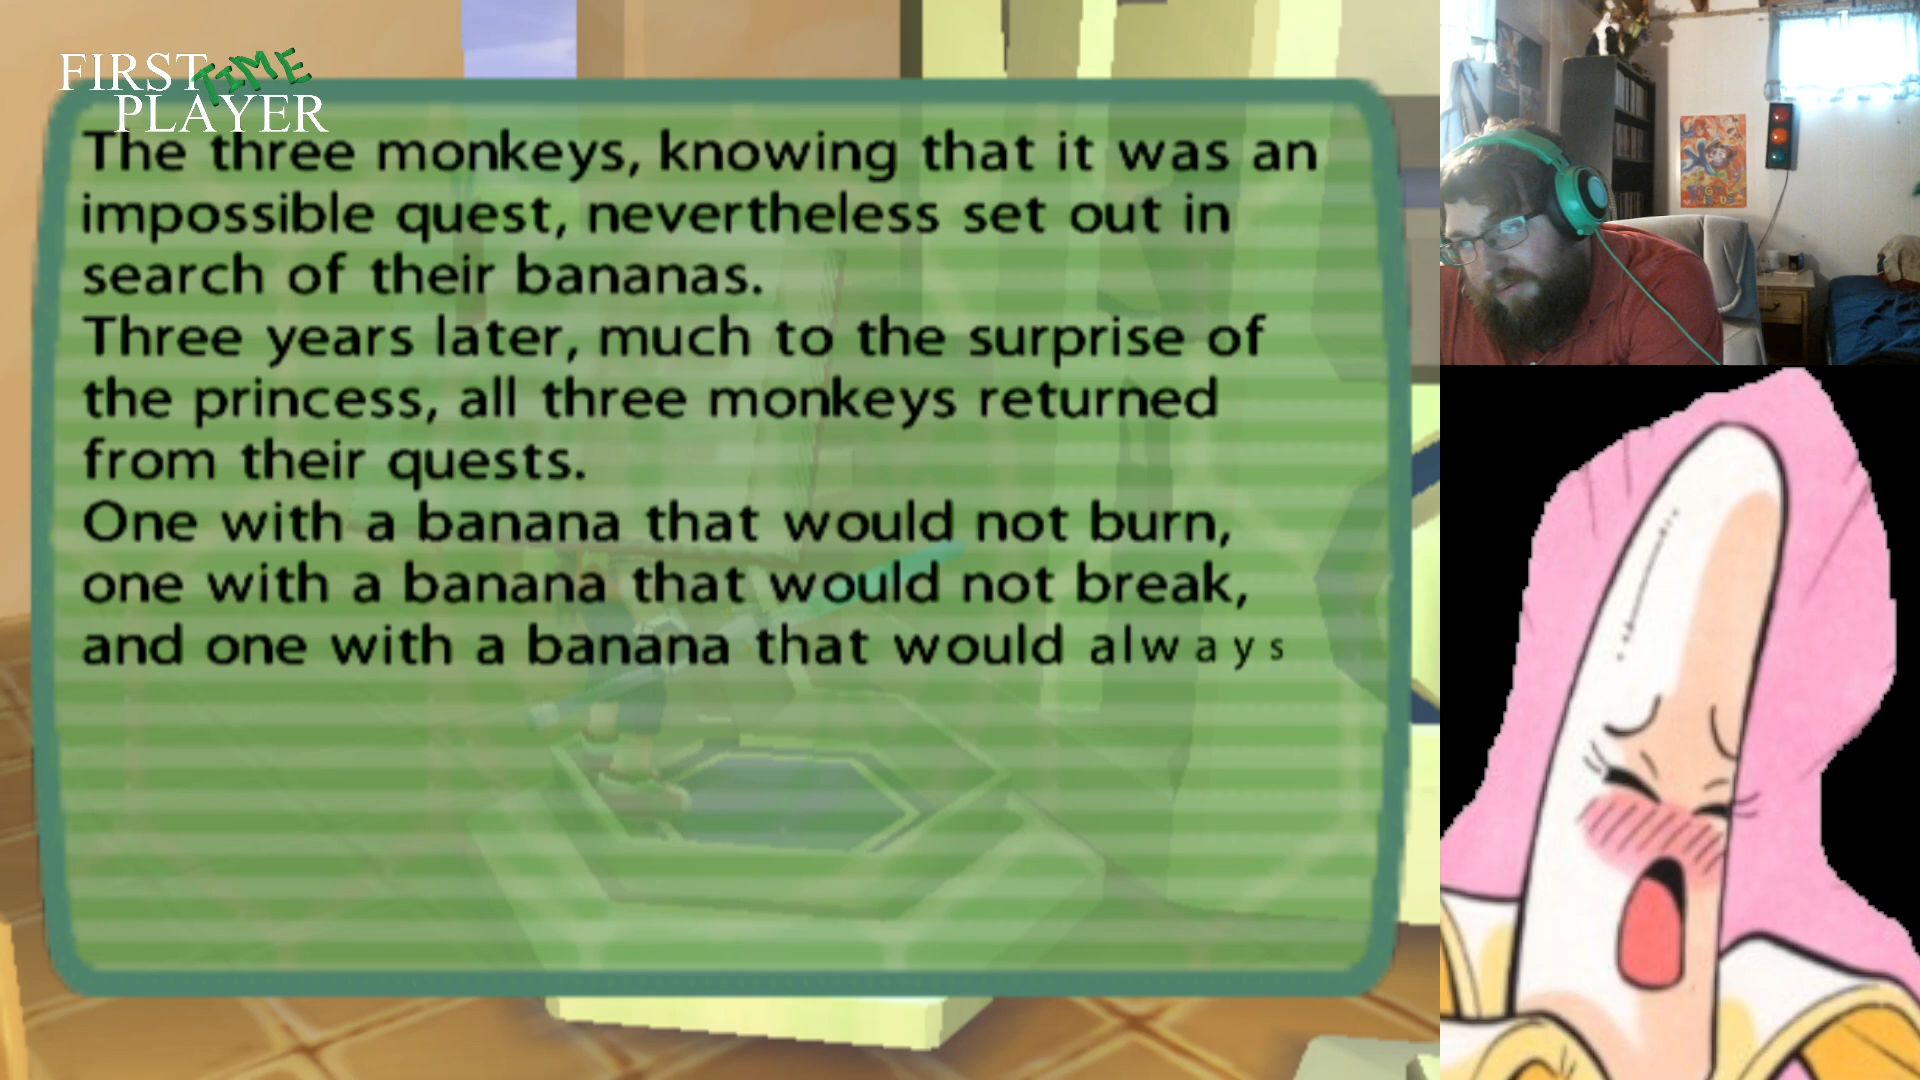 FIRST TIME
PLAYER
The three monkeys, knowing that it was an
impossible quest, nevertheless set out in
search of their bananas.
Three years later, much to the surprise of
the princess, all three monkeys returned
from their quests.
One with a banana that would not burn,
one with a banana that would not break,
and one with a banana that would always